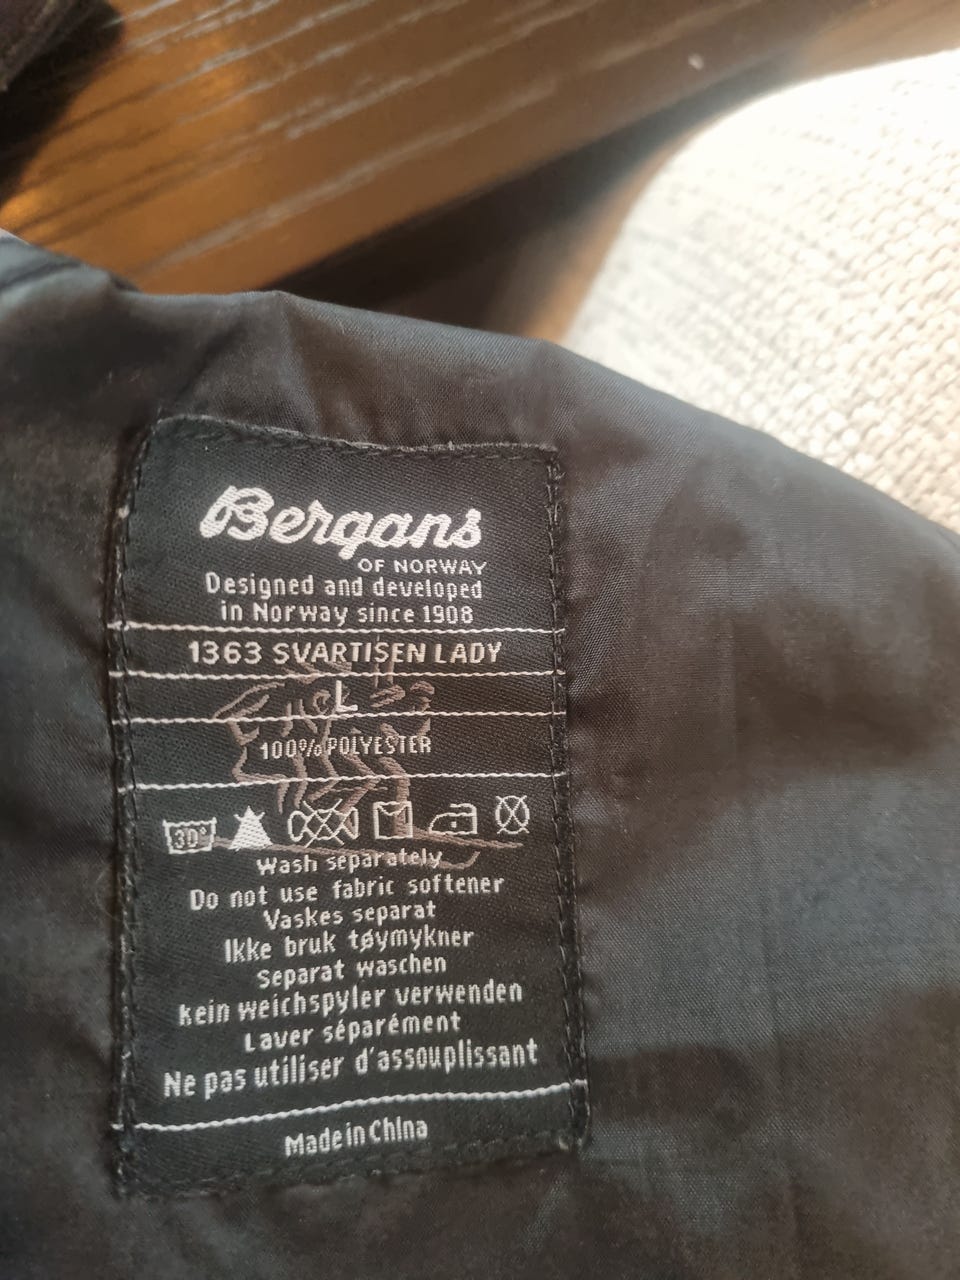 Bergans
OF NORWAY
Designed and developed
in Norway since 1908
1363 SVARTISEN LADY
L
100% POLYESTER
30°
Wash separately
Do not use fabric softener
Vaskes separat
Ikke bruk tøymykner
Separat waschen
kein weichspyler verwenden
Laver séparément
Ne pas utiliser d'assouplissant
Made in China